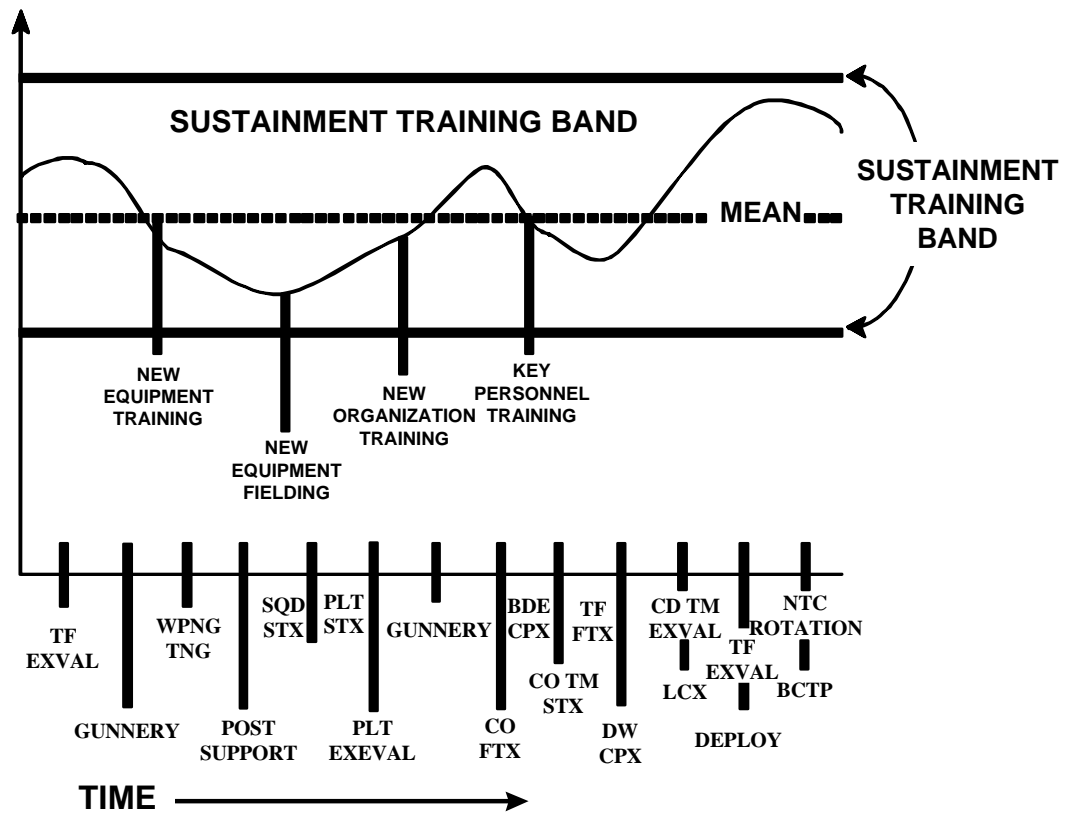 SUSTAINMENT TRAINING BAND
SUSTAINMENT
TRAINING
BAND
MEAN
NEW
EQUIPMENT
TRAINING
NEW
EQUIPMENT
FIELDING
NEW
ORGANIZATION
TRAINING
KEY
PERSONNEL
TRAINING
TF
EXVAL
GUNNERY
WPNG
TNG
POST
SUPPORT
SQD
STX
PLT
STX
PLT
EXEVAL
GUNNERY
CO
FTX
BDE
CPX
CO TM
STX
TF
FTX
DW
CPX
CD TM
EXVAL
LCX
TF
EXVAL
DEPLOY
NTC
ROTATION
BCTP
TIME